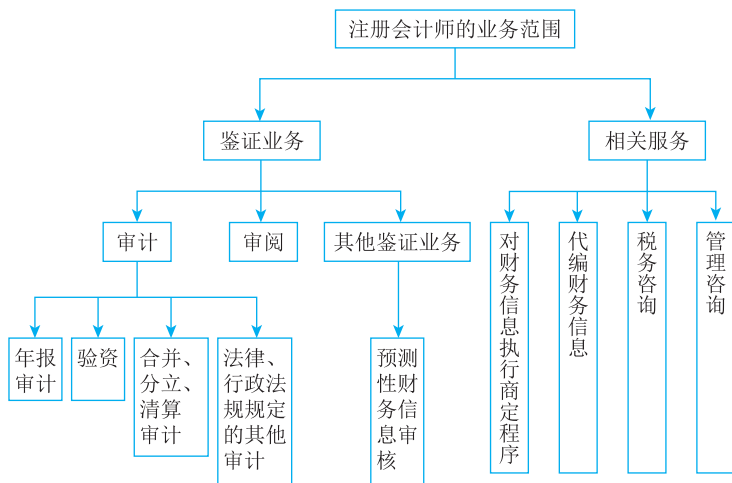 注册会计师的业务范围
鉴证业务
相关服务
审计
审阅
其他鉴证业务
对财务信息执行商定程序
代编财务信息
税务咨询
管理咨询
年报
审计
验资
合并、
分立、
清算
审计
法律、
行政法
规规定
的其他
审计
预测
性财
务信
息审
核